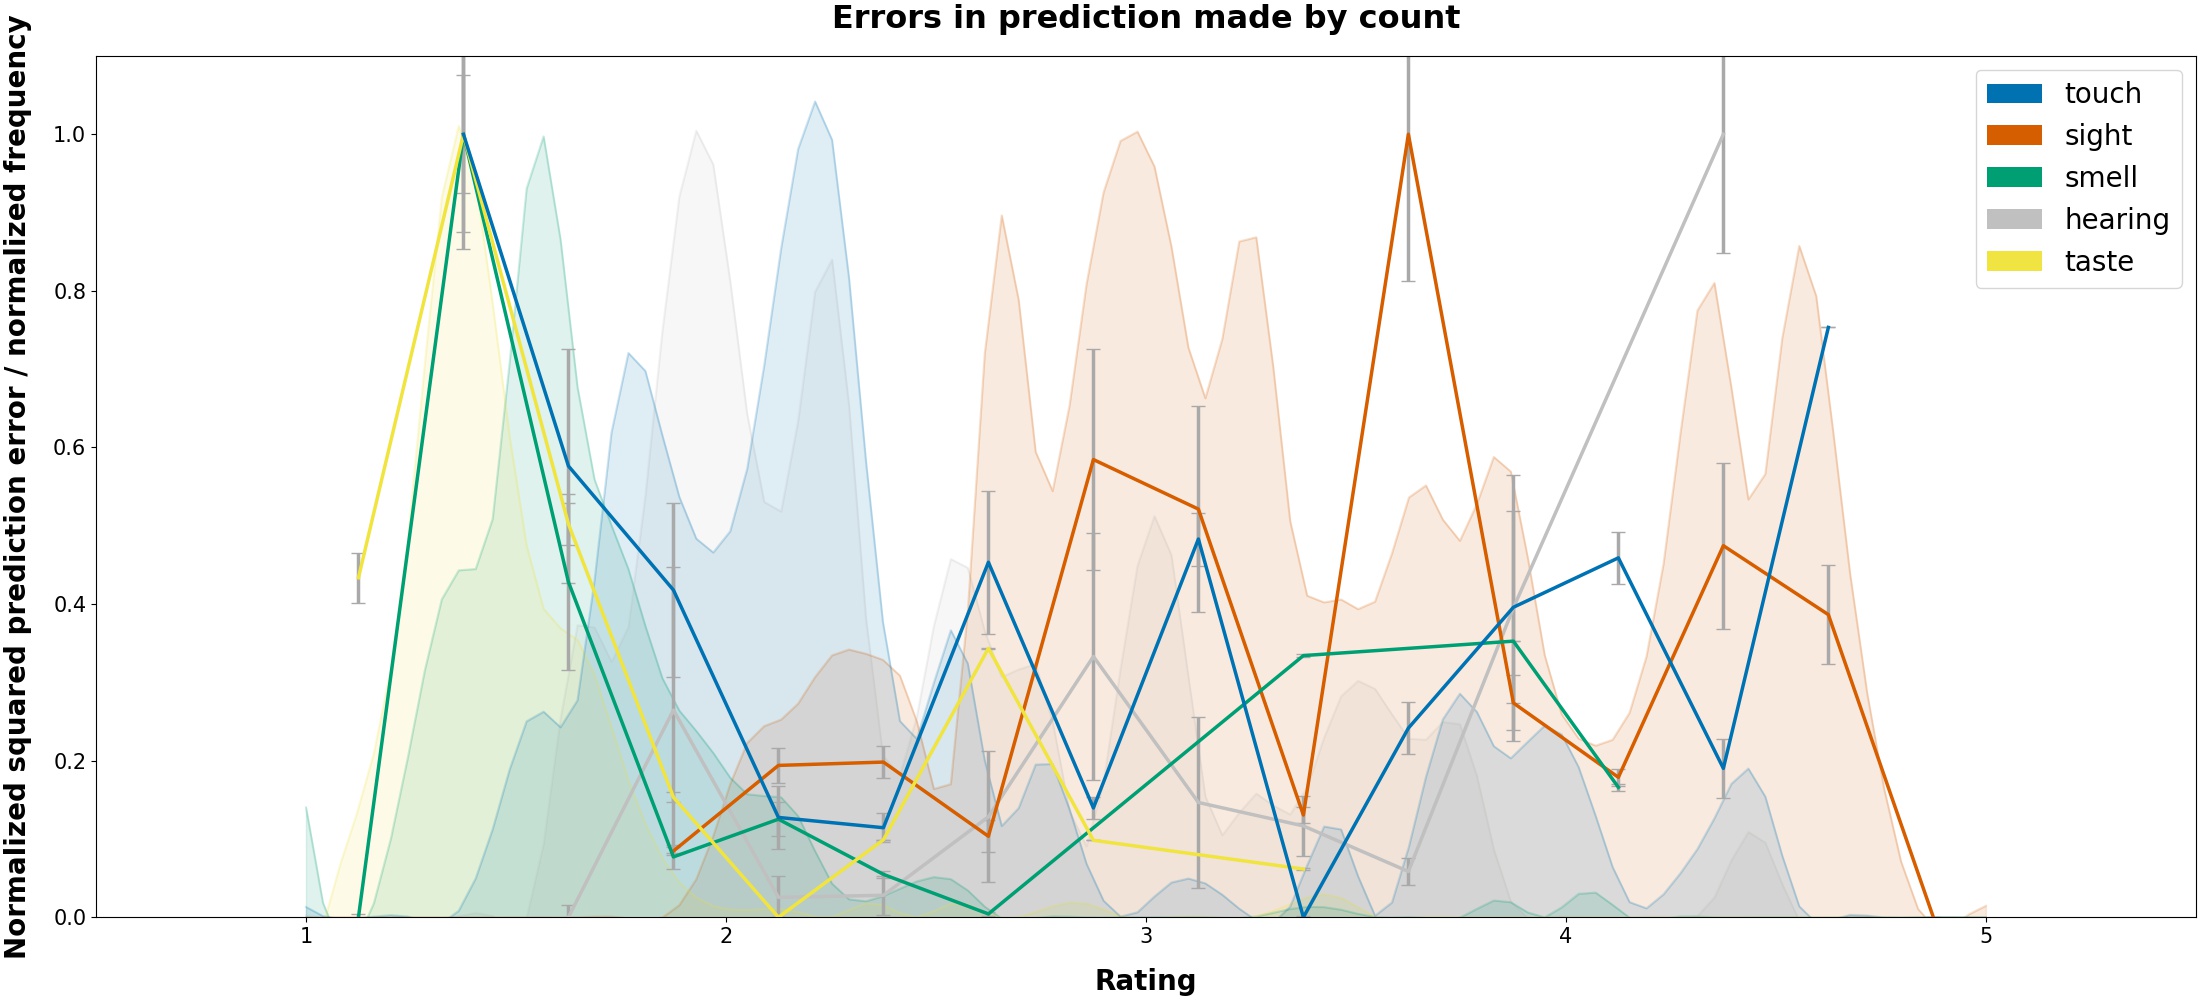 Errors in prediction made by count
Normalized squared prediction error / normalized frequency
1.0
0.8
0.6
0.4
0.2
0.0
touch
sight
smell
hearing
taste
1 2 3 4 5
Rating